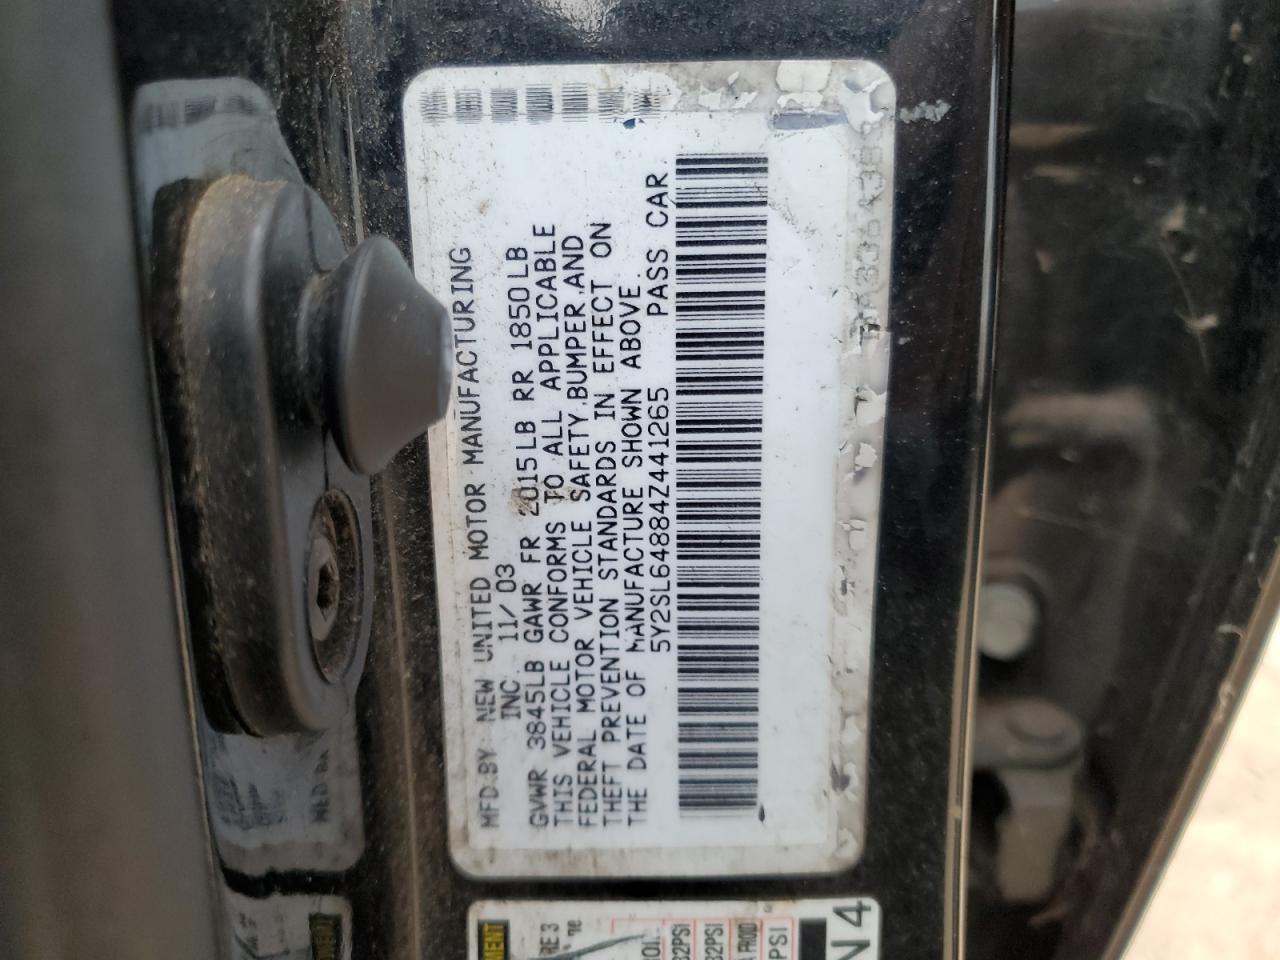 MFD.BY NEW UNITED MOTOR MANUFACTURING
INC. 11/03
GVWR 3845LB GAWR FR 2015LB RR 1850LB
THIS VEHICLE CONFORMS TO ALL APPLICABLE
FEDERAL MOTOR VEHICLE SAFETY,BUMPER,AND
THEFT PREVENTION STANDARDS IN EFFECT ON
THE DATE OF MANUFACTURE SHOWN ABOVE.
5Y2SL64884Z441265 PASS CAR